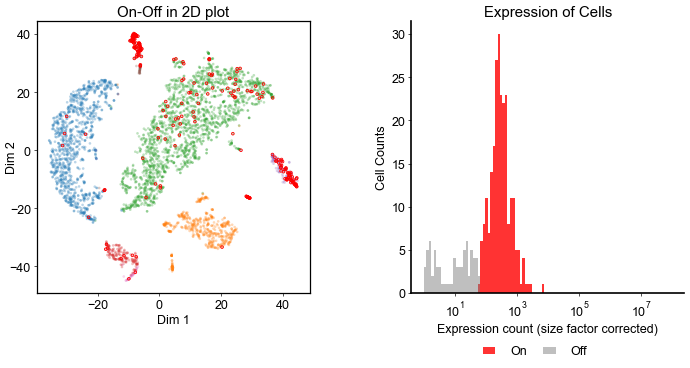 On-Off in 2D plot
40
20
0
−20
−40
Dim 2
−20
0
20
40
Dim 1
Expression of Cells
30
25
20
15
10
5
0
Cell Counts
10^1
10^3
10^5
10^7
Expression count (size factor corrected)
On
Off